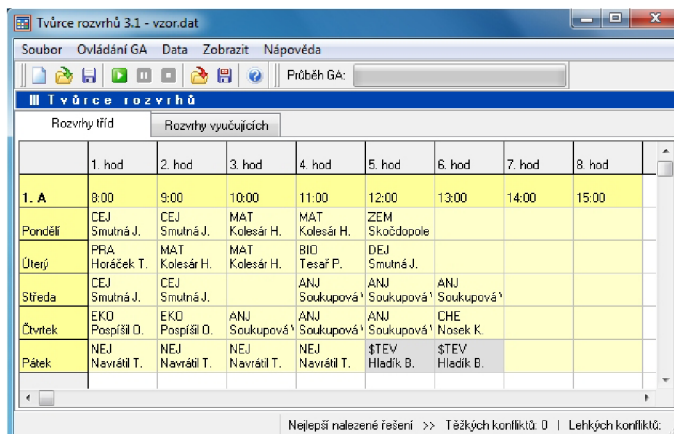 Tvůrce rozvrhů 3.1 - vzor.dat
Soubor Ovládání GA Data Zobrazit Nápověda
Průběh GA:
Tvůrce rozvrhů
Rozvrhy tříd Rozvrhy vyučujících
1. hod 2. hod 3. hod 4. hod 5. hod 6. hod 7. hod 8. hod
1. A 8:00 9:00 10:00 11:00 12:00 13:00 14:00 15:00
CEJ CEJ MAT MAT ZEM
Pondělí Smutná J. Smutná J. Kolesár H. Kolesár H. Skočdopole
PRA MAT MAT BIO DEJ
Úterý Horáček T. Kolesár H. Kolesár H. Tesař P. Smutná J.
CEJ CEJ ANJ ANJ ANJ
Středa Smutná J. Smutná J. Soukupová Soukupová Soukupová
EKO EKO ANJ ANJ ANJ CHE
Čtvrtek Pospíšil O. Pospíšil O. Soukupová Soukupová Soukupová Nosek K.
NEJ NEJ NEJ NEJ $TEV $TEV
Pátek Navrátil T. Navrátil T. Navrátil T. Navrátil T. Hladík B. Hladík B.
Nejlepší nalezené řešení >> Těžkých konfliktů: 0 | Lehkých konfliktů: